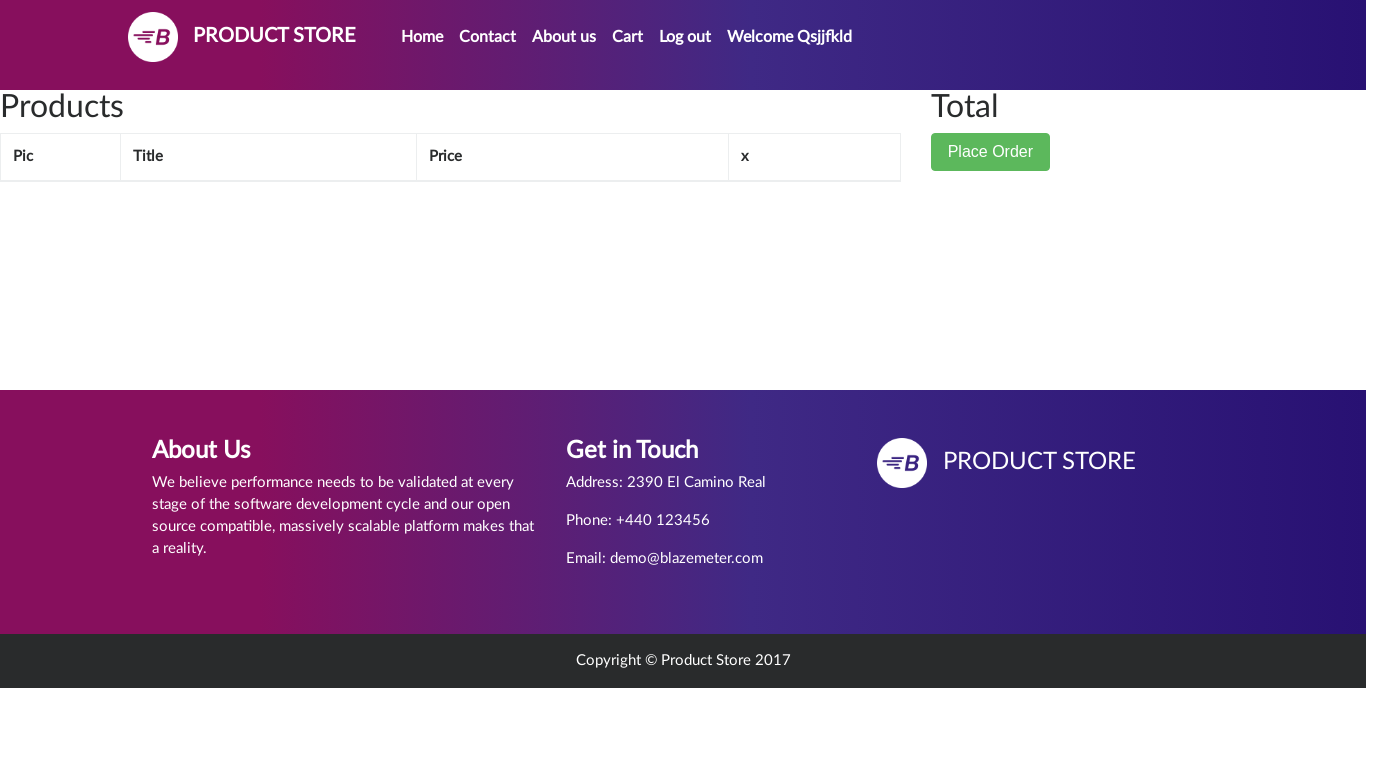 B PRODUCT STORE Home Contact About us Cart Log out Welcome Qsjjfkld
Products
Total
Pic Title Price x
Place Order
About Us
We believe performance needs to be validated at every
stage of the software development cycle and our open
source compatible, massively scalable platform makes that
a reality.
Get in Touch
Address: 2390 El Camino Real
Phone: +440 123456
Email: demo@blazemeter.com
B PRODUCT STORE
Copyright © Product Store 2017